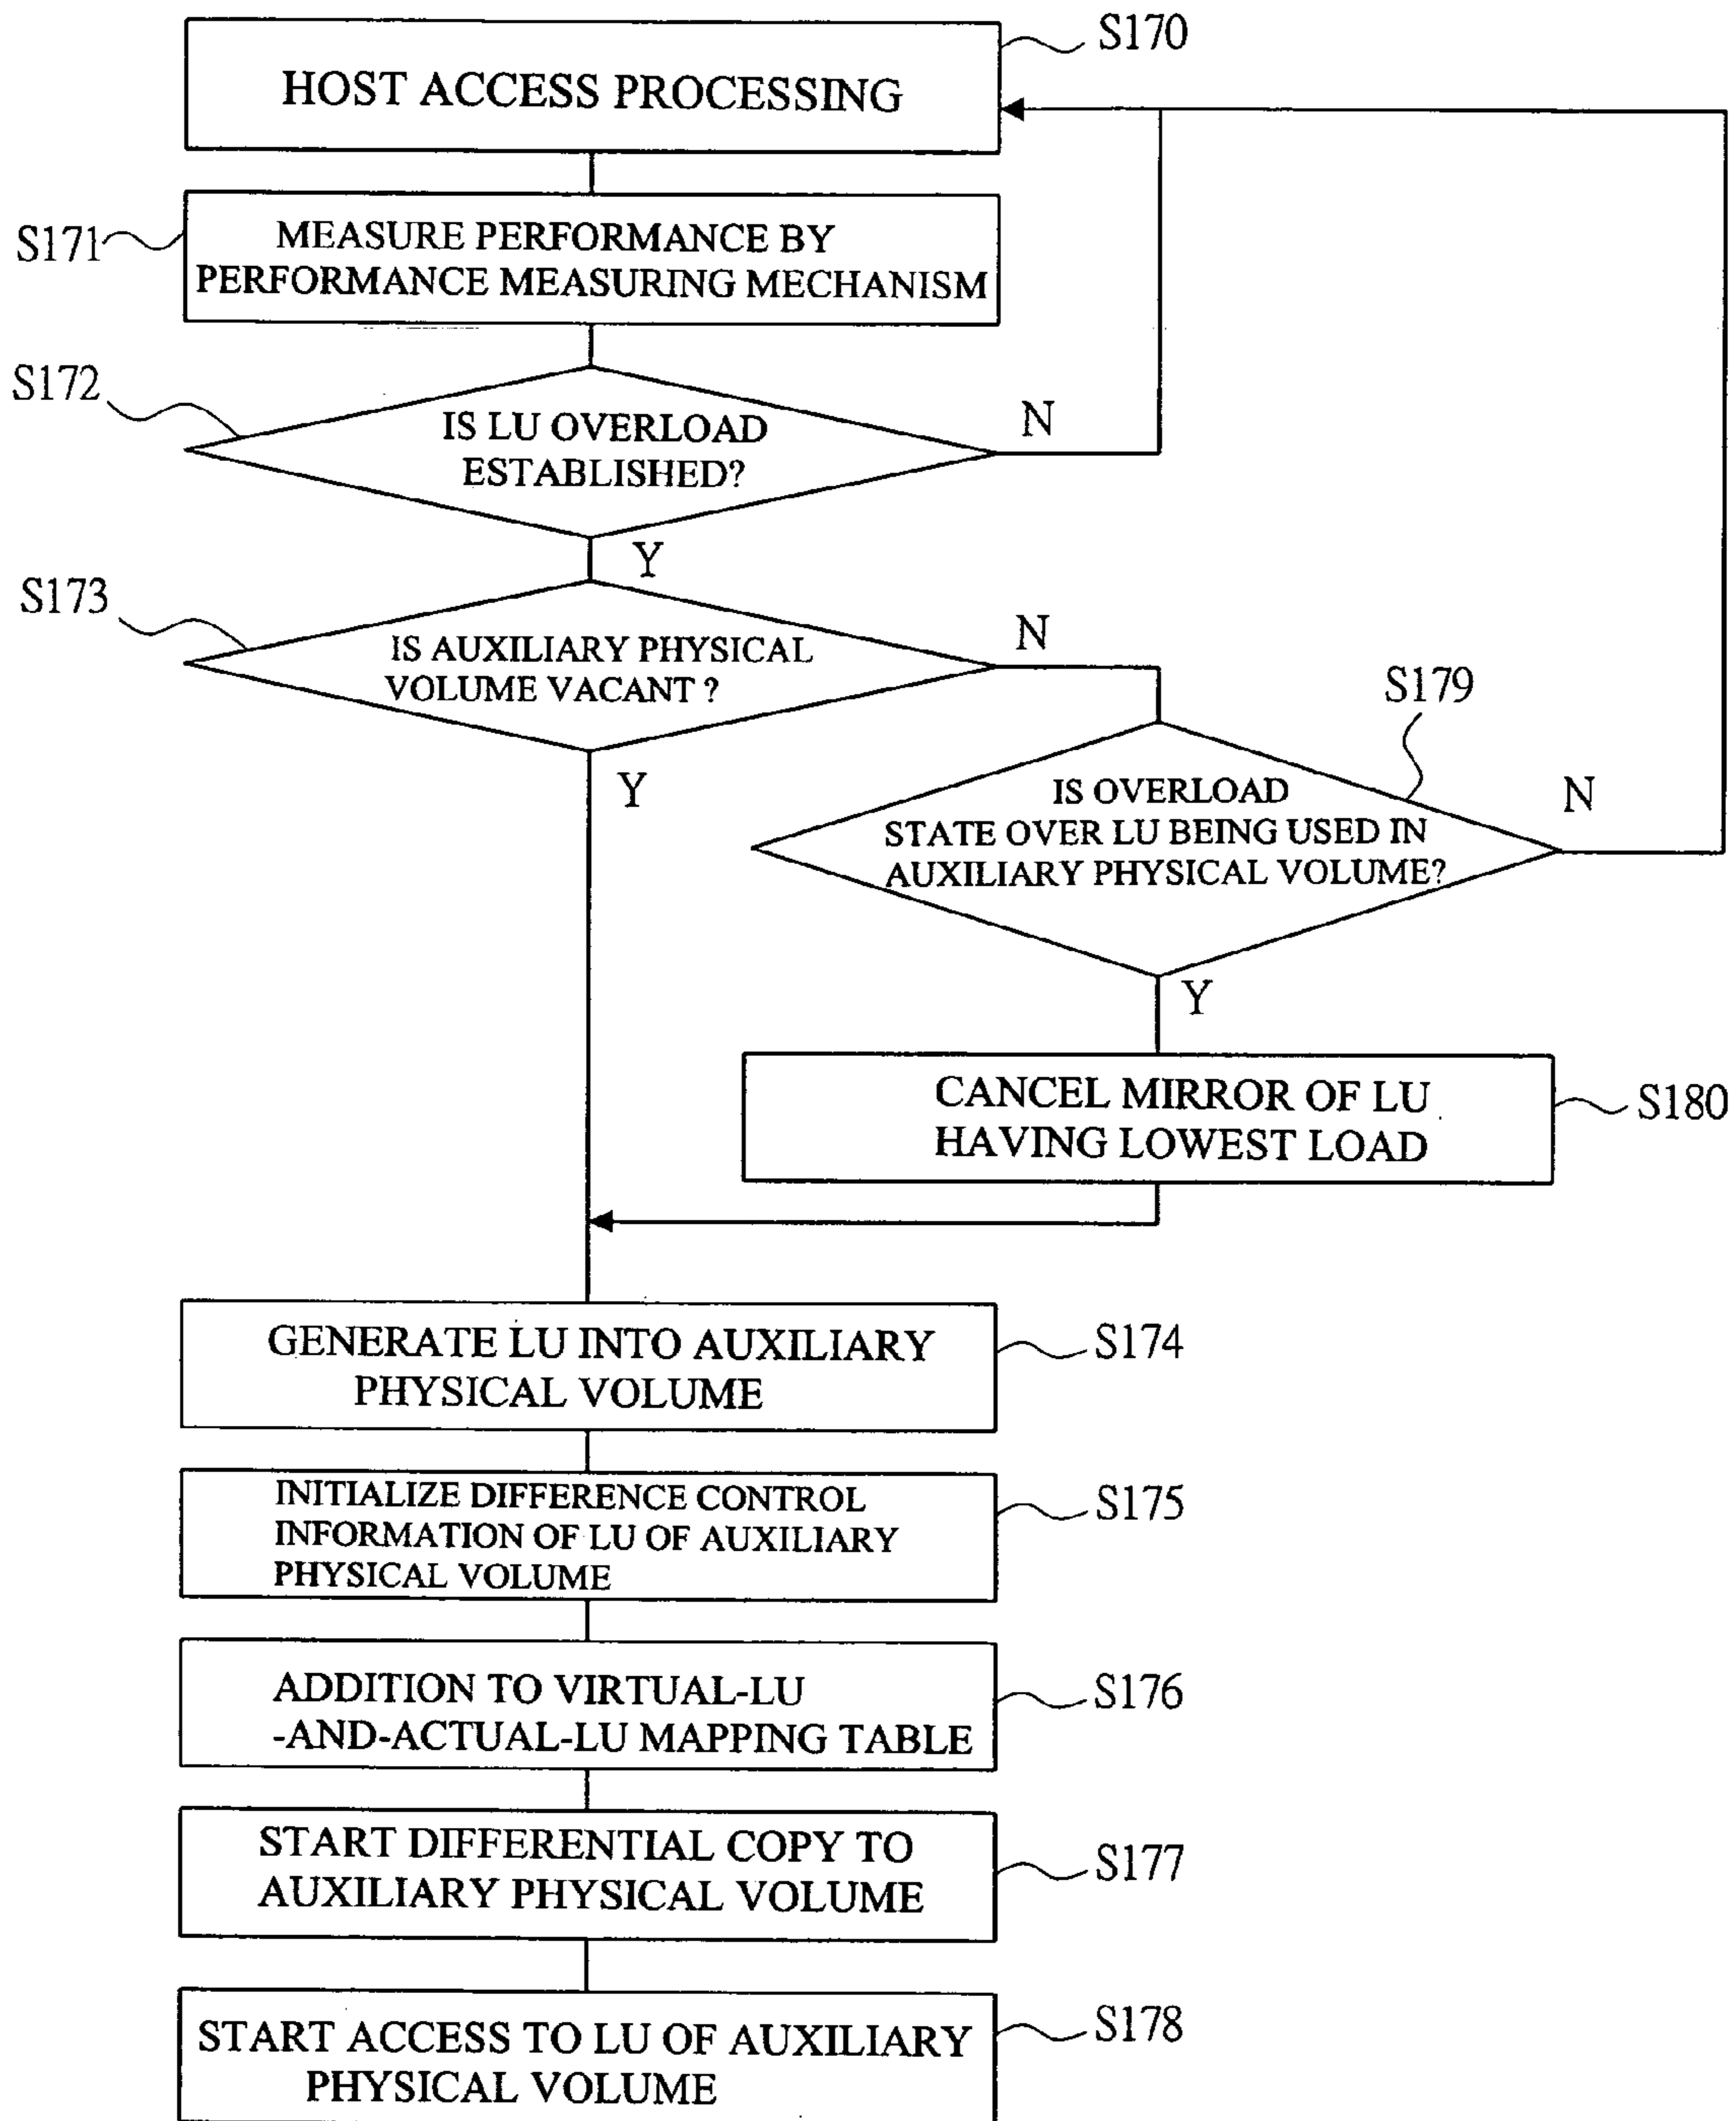 S170
HOST ACCESS PROCESSING
S171
MEASURE PERFORMANCE BY
PERFORMANCE MEASURING MECHANISM
S172
IS LU OVERLOAD
ESTABLISHED?
N
Y
S173
IS AUXILIARY PHYSICAL
VOLUME VACANT ?
N
Y
S179
IS OVERLOAD
STATE OVER LU BEING USED IN
AUXILIARY PHYSICAL VOLUME?
N
Y
CANCEL MIRROR OF LU
HAVING LOWEST LOAD
S180
GENERATE LU INTO AUXILIARY
PHYSICAL VOLUME
S174
INITIALIZE DIFFERENCE CONTROL
INFORMATION OF LU OF AUXILIARY
PHYSICAL VOLUME
S175
ADDITION TO VIRTUAL-LU
-AND-ACTUAL-LU MAPPING TABLE
S176
START DIFFERENTIAL COPY TO
AUXILIARY PHYSICAL VOLUME
S177
START ACCESS TO LU OF AUXILIARY
PHYSICAL VOLUME
S178